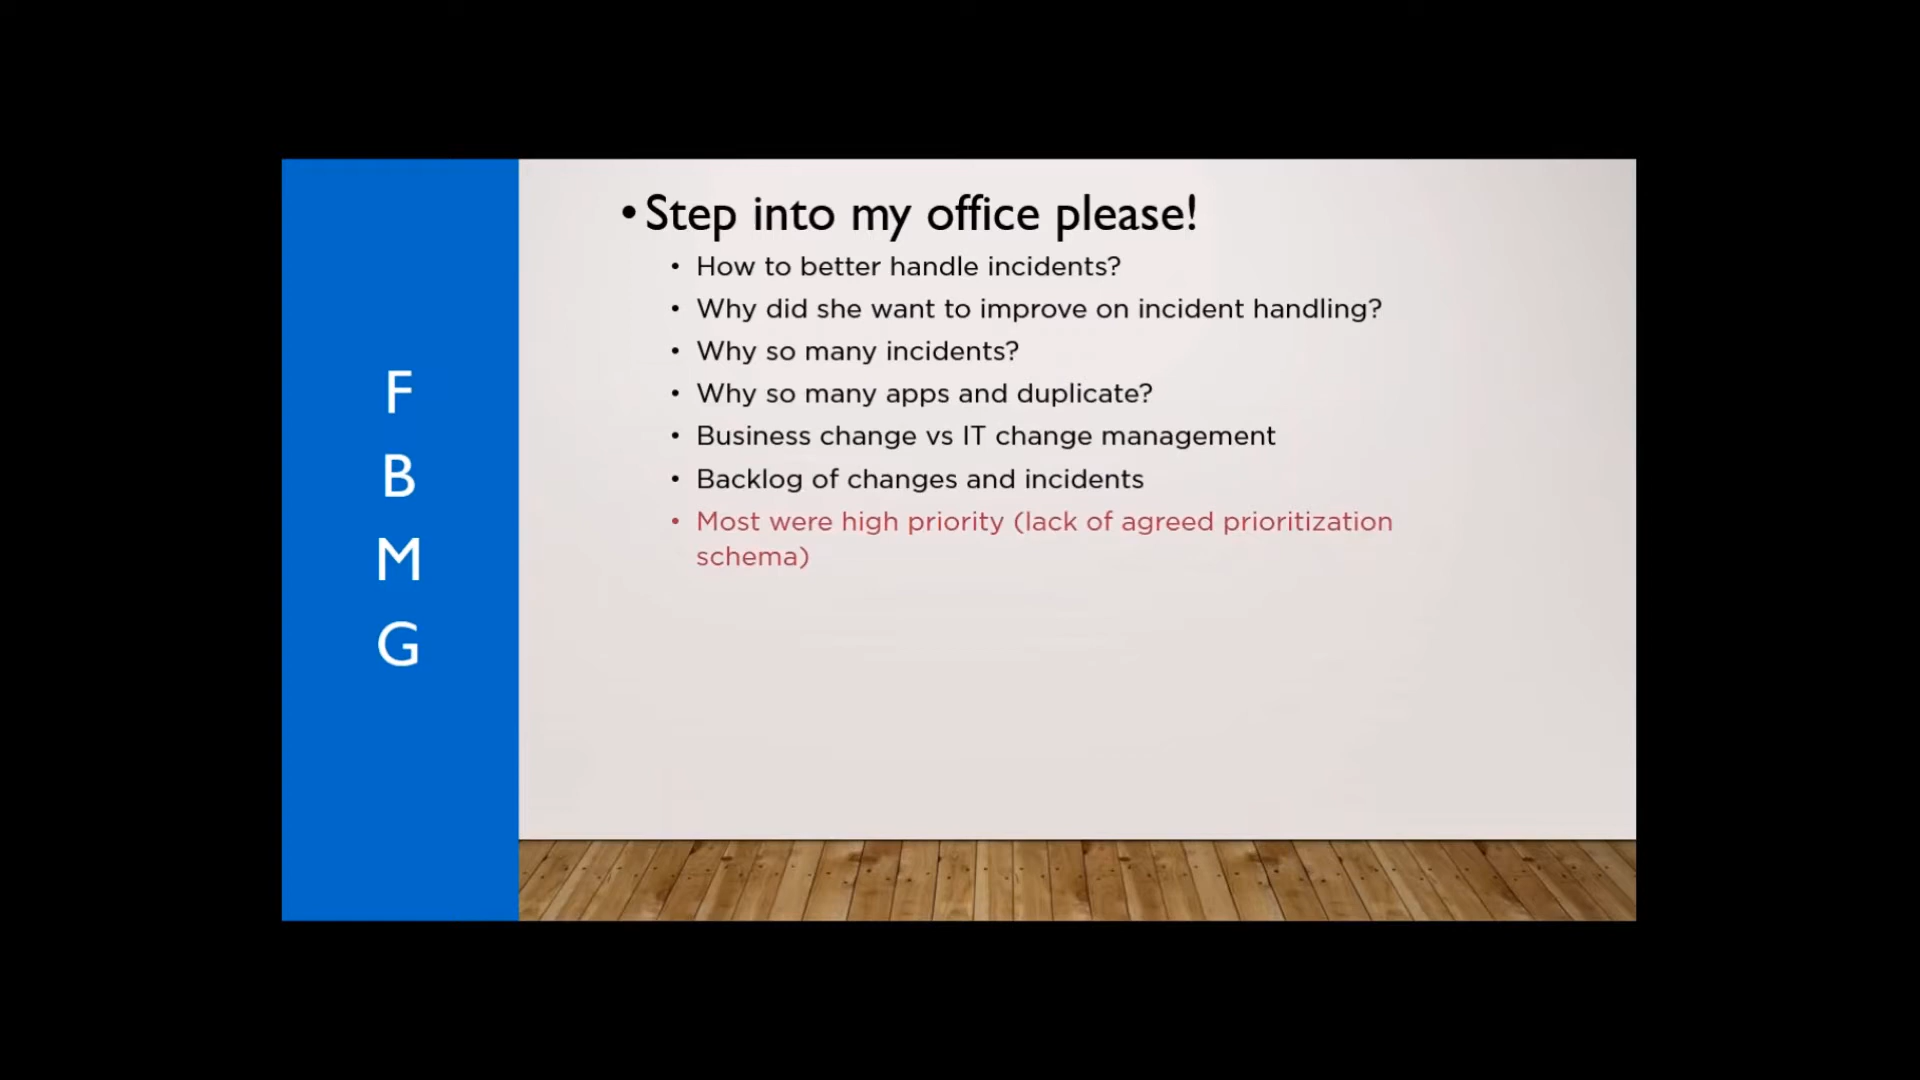 F
B
M
G
•Step into my office please!
• How to better handle incidents?
• Why did she want to improve on incident handling?
• Why so many incidents?
• Why so many apps and duplicate?
• Business change vs IT change management
• Backlog of changes and incidents
• Most were high priority (lack of agreed prioritization
schema)